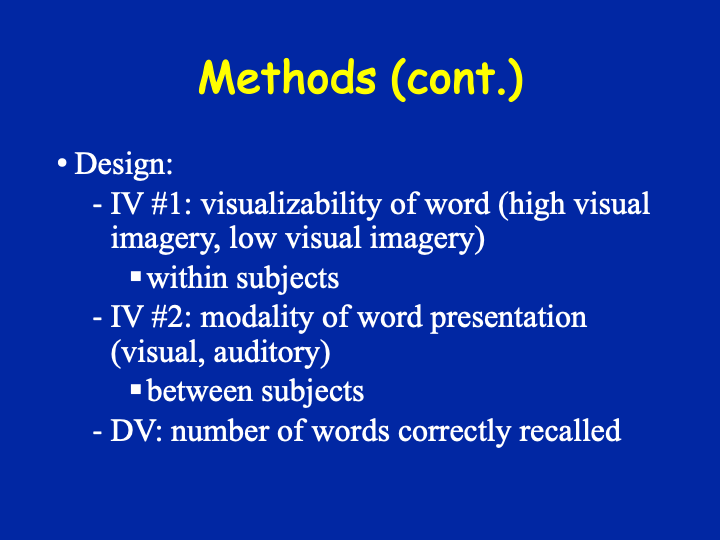 Methods (cont.)
• Design:
- IV #1: visualizability of word (high visual
imagery, low visual imagery)
▪ within subjects
- IV #2: modality of word presentation
(visual, auditory)
▪ between subjects
- DV: number of words correctly recalled